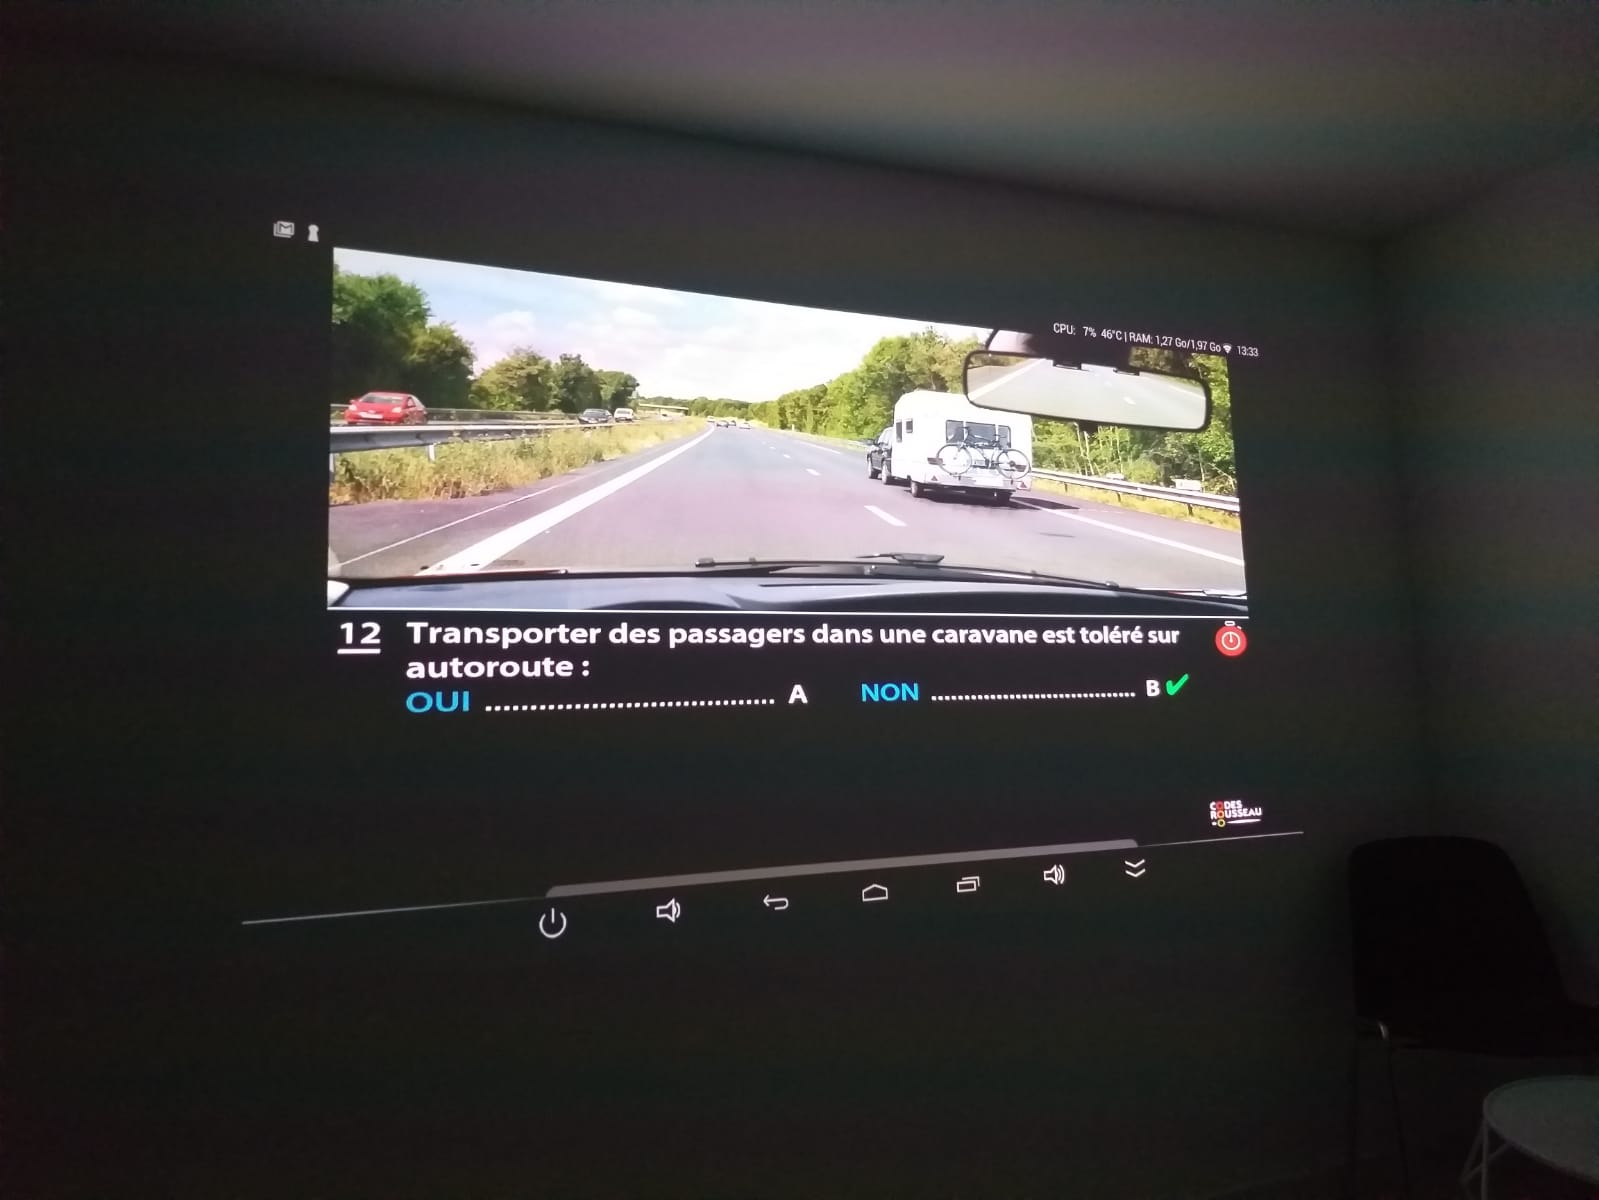 CPU: 7% 46°C | RAM: 1,27 Go/1,97 Go 13:33
12 Transporter des passagers dans une caravane est toléré sur
autoroute :
OUI .................................. A NON .................................. B
CODES
ROUSSEAU